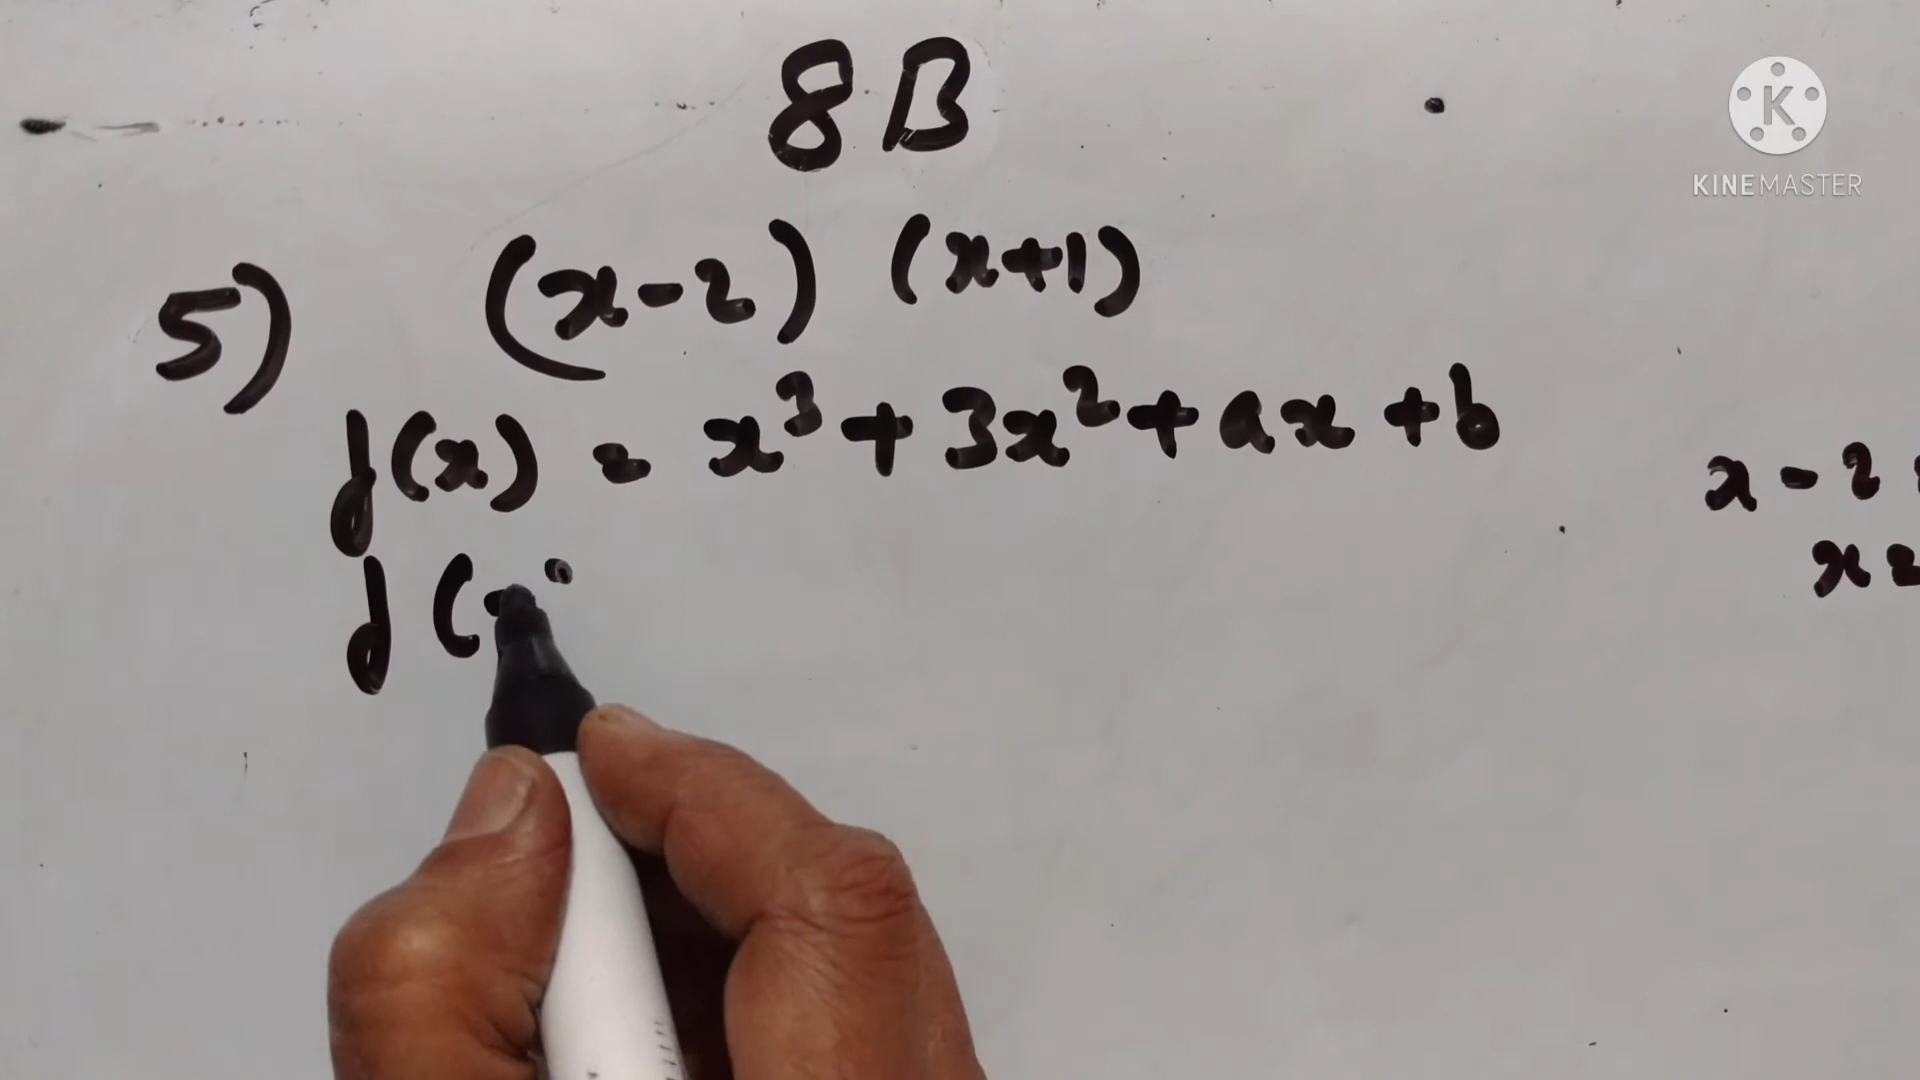 8B
K
KINEMASTER
5) (x-2) (x+1)
f(x) = x³ + 3x² + ax + b
x - 2
x =
f(